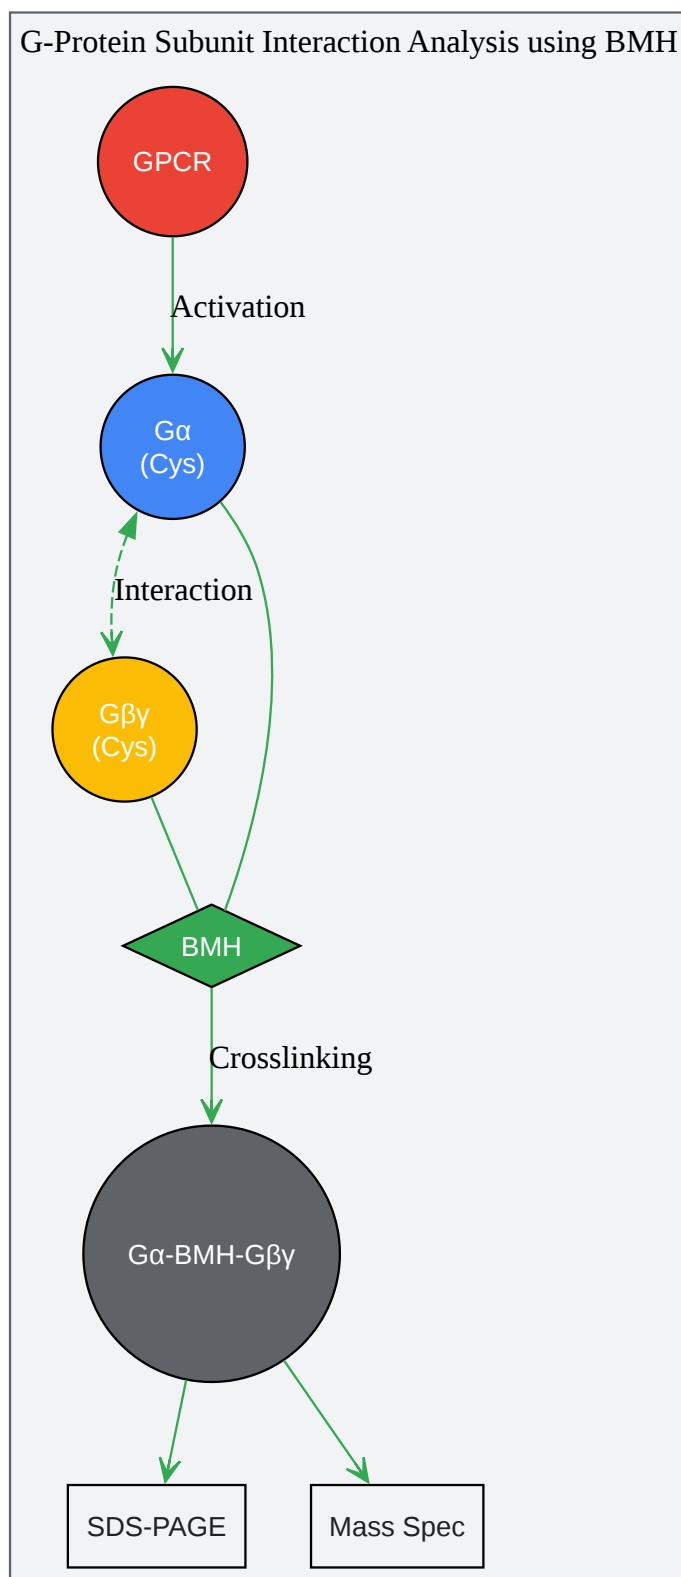 G-Protein Subunit Interaction Analysis using BMH
GPCR
Activation
Gα
(Cys)
Interaction
Gβγ
(Cys)
BMH
Crosslinking
Gα-BMH-Gβγ
SDS-PAGE
Mass Spec